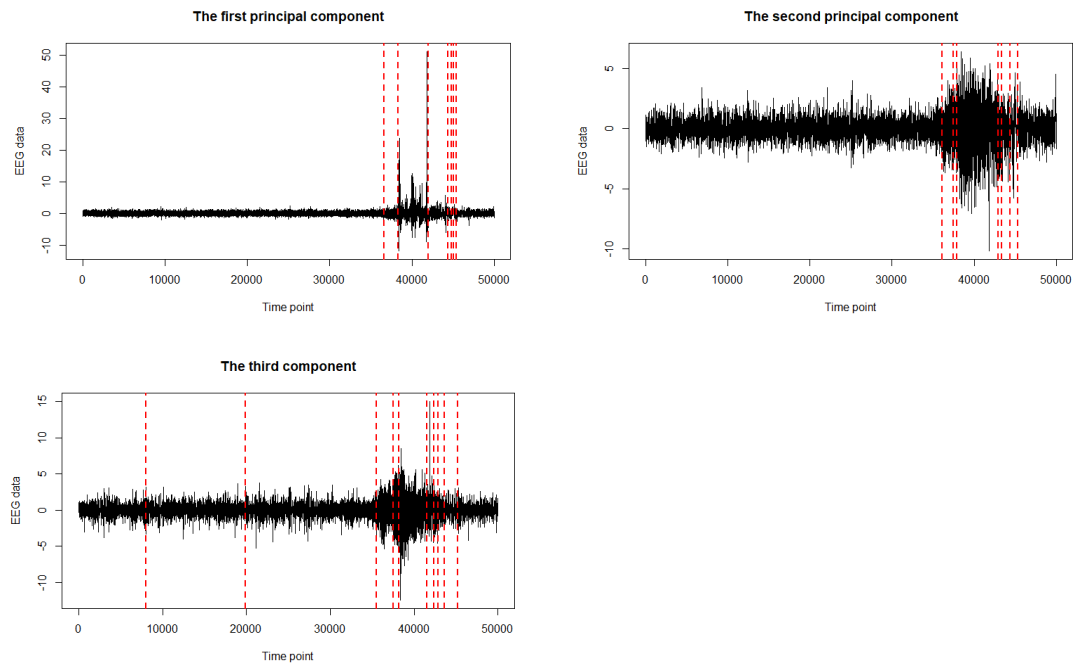 The first principal component
EEG data
50
40
30
20
10
0
-10
0 10000 20000 30000 40000 50000
Time point
The second principal component
EEG data
5
0
-5
-10
0 10000 20000 30000 40000 50000
Time point
The third component
EEG data
15
10
5
0
-5
-10
0 10000 20000 30000 40000 50000
Time point